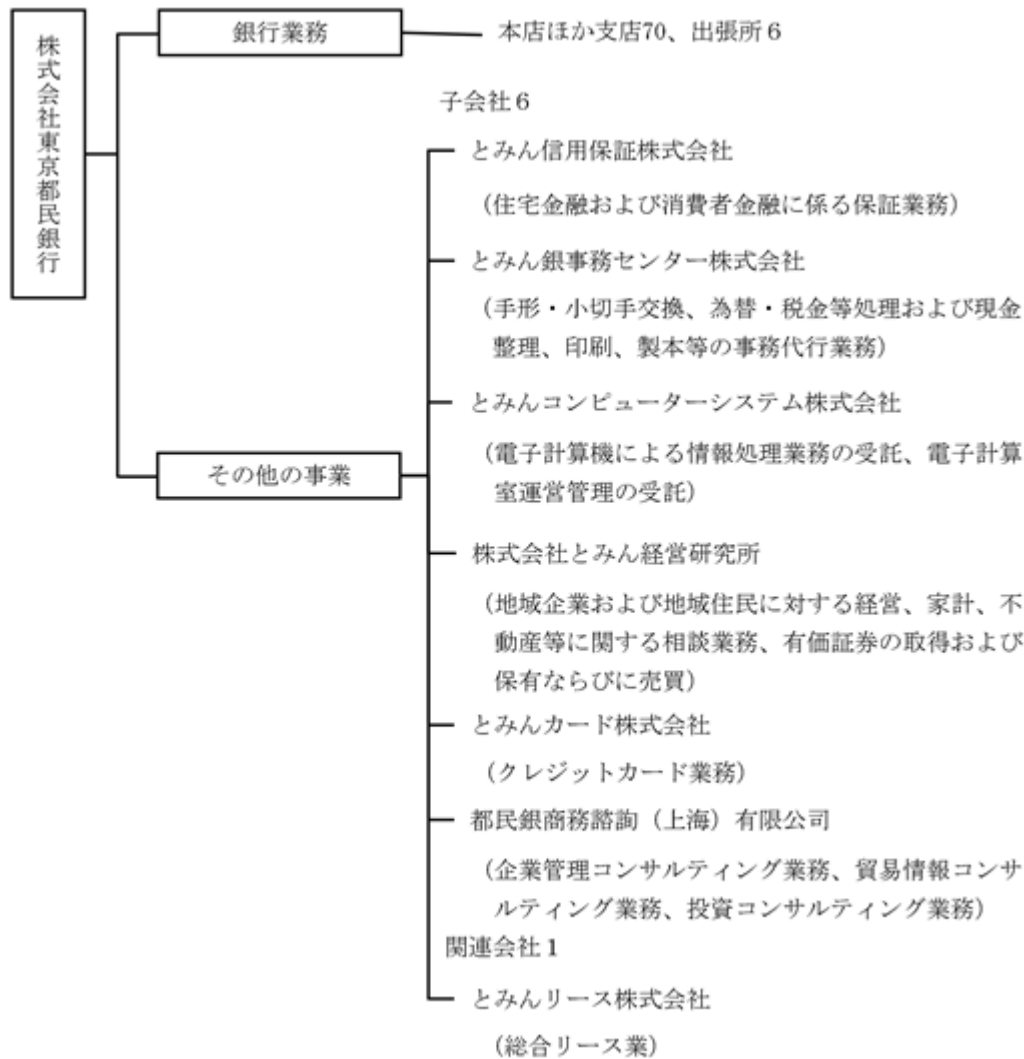 株式会社東京都民銀行
銀行業務
本店ほか支店70、出張所6
子会社6
とみん信用保証株式会社
(住宅金融および消費者金融に係る保証業務)
とみん銀事務センター株式会社
(手形・小切手交換、為替・税金等処理および現金
整理、印刷、製本等の事務代行業務)
とみんコンピューターシステム株式会社
(電子計算機による情報処理業務の受託、電子計算
室運営管理の受託)
その他の事業
株式会社とみん経営研究所
(地域企業および地域住民に対する経営、家計、不
動産等に関する相談業務、有価証券の取得および
保有ならびに売買)
とみんカード株式会社
(クレジットカード業務)
都民銀商務諮詢(上海)有限公司
(企業管理コンサルティング業務、貿易情報コンサ
ルティング業務、投資コンサルティング業務)
関連会社1
とみんリース株式会社
(総合リース業)